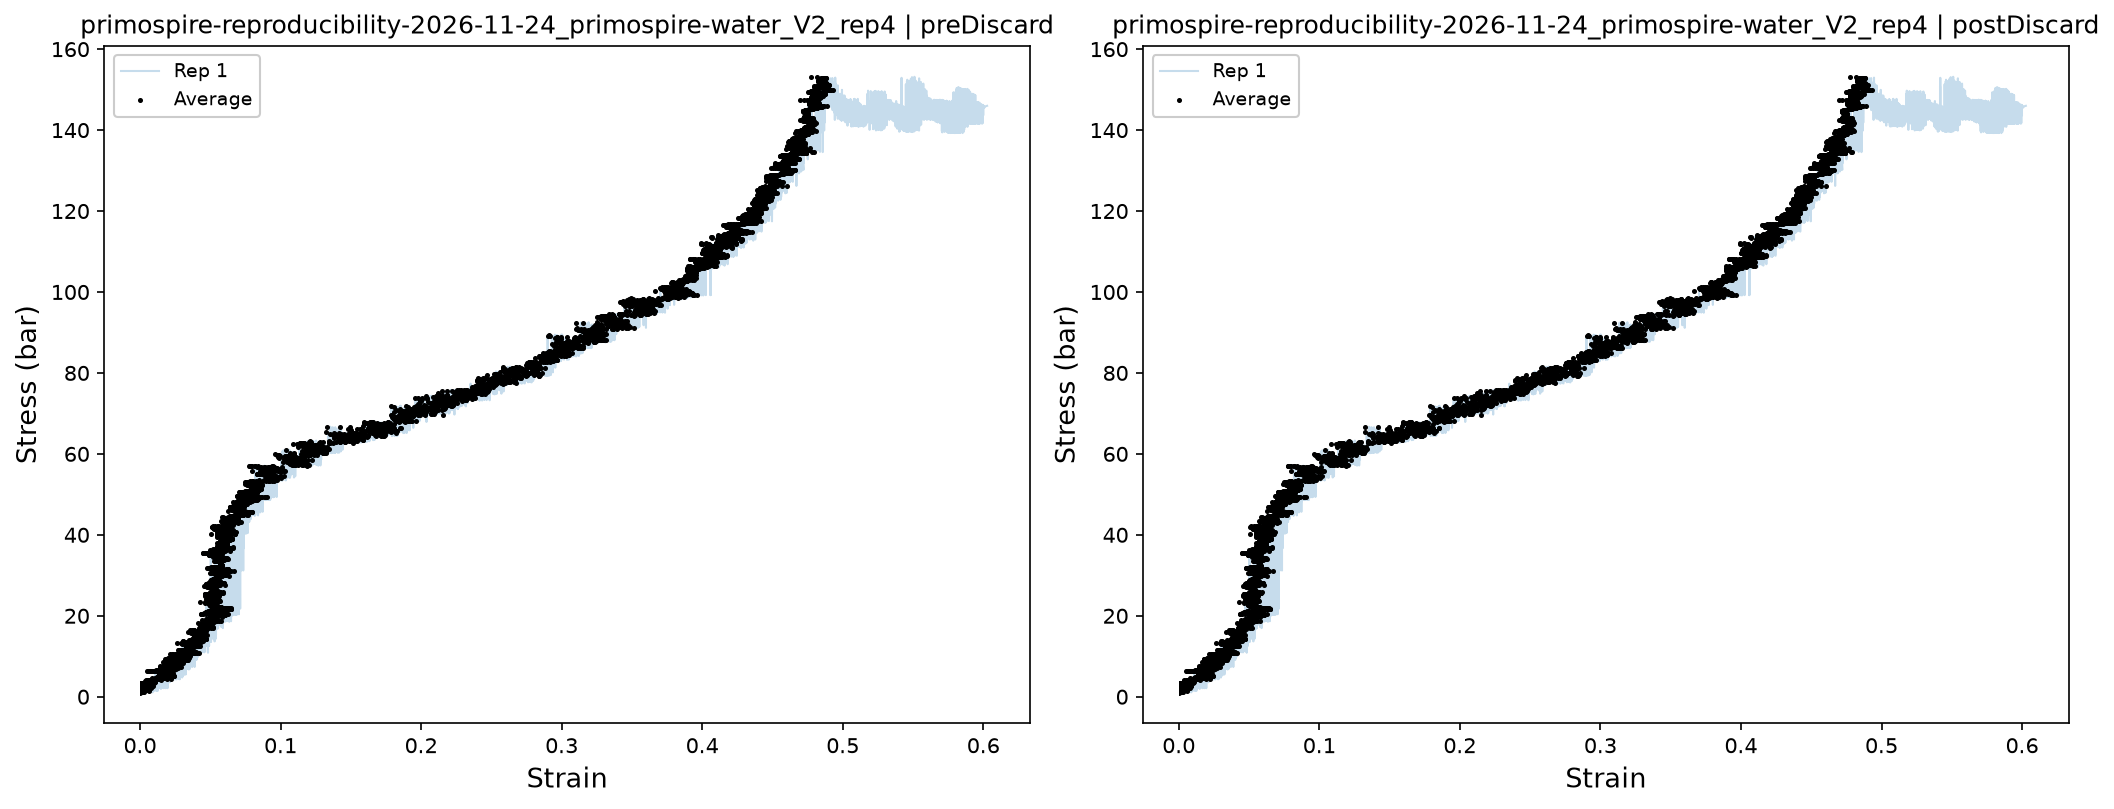 primospire-reproducibility-2026-11-24_primospire-water_V2_rep4 | preDiscard
Rep 1
Average
160
140
120
100
80
60
40
20
0
Stress (bar)
0.0 0.1 0.2 0.3 0.4 0.5 0.6
Strain
primospire-reproducibility-2026-11-24_primospire-water_V2_rep4 | postDiscard
Rep 1
Average
160
140
120
100
80
60
40
20
0
Stress (bar)
0.0 0.1 0.2 0.3 0.4 0.5 0.6
Strain